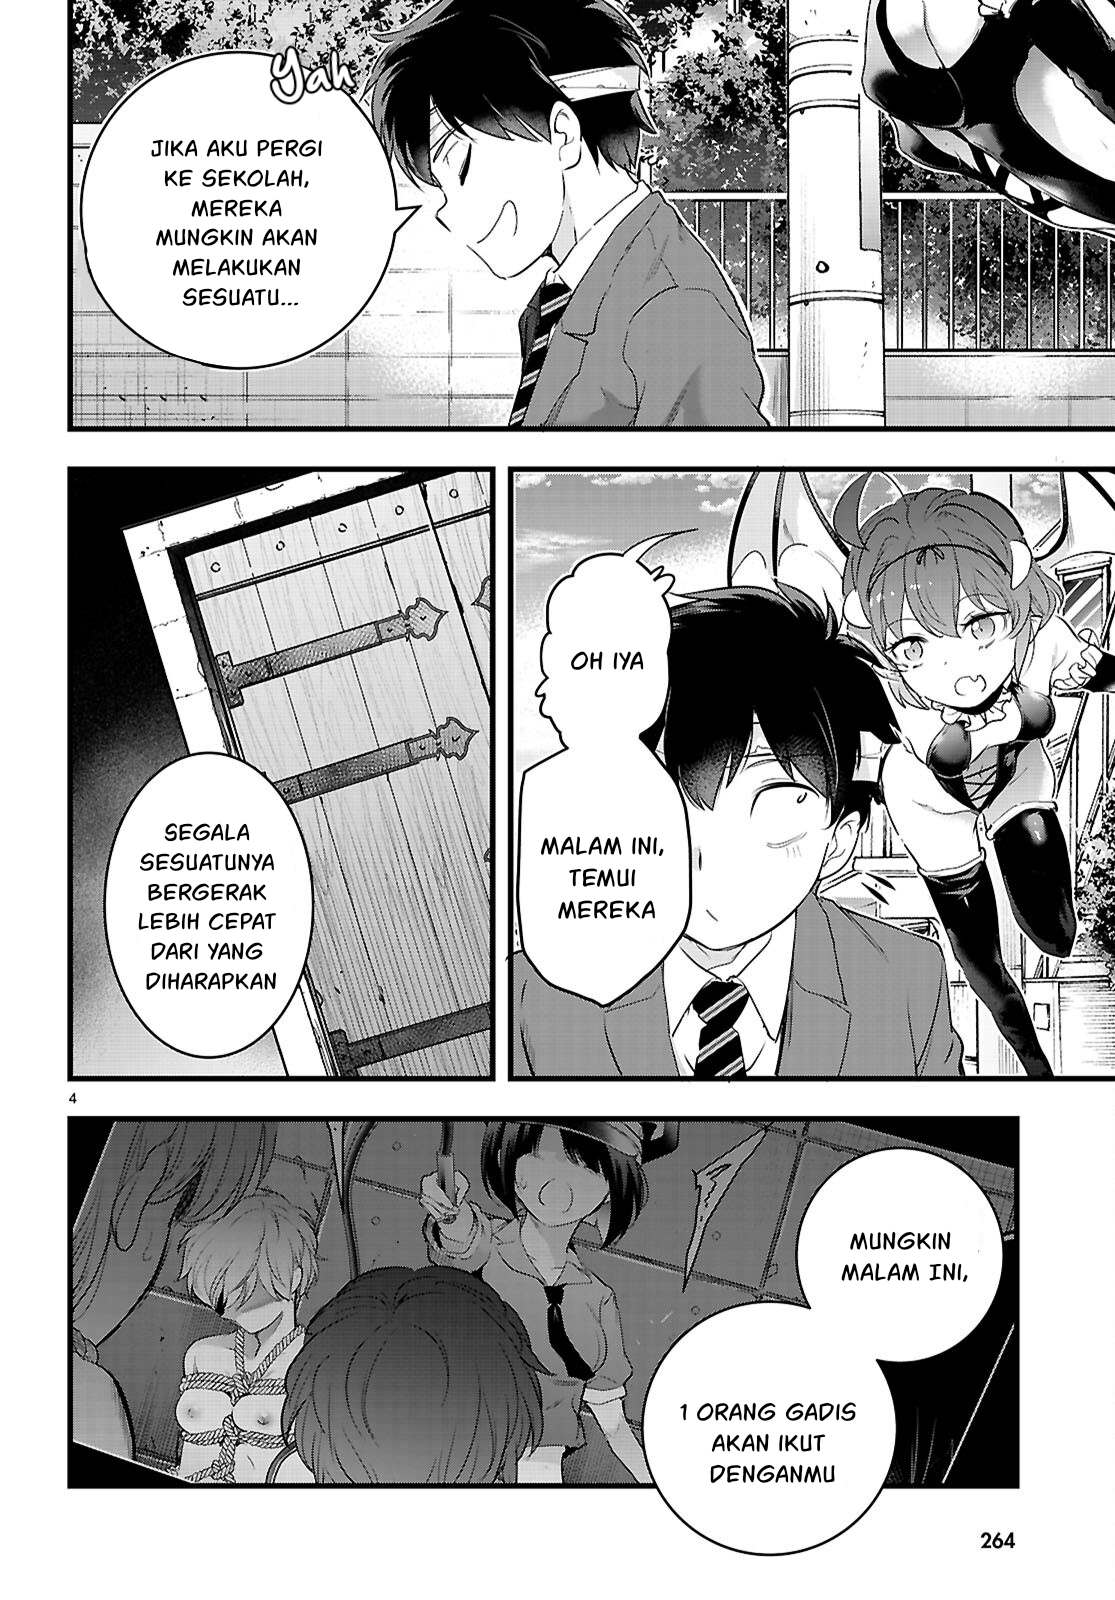 Yah
JIKA AKU PERGI
KE SEKOLAH,
MEREKA
MUNGKIN AKAN
MELAKUKAN
SESUATU...
OH IYA
MALAM INI,
TEMUI
MEREKA
SEGALA
SESUATUNYA
BERGERAK
LEBIH CEPAT
DARI YANG
DIHARAPKAN
4
MUNGKIN
MALAM INI,
1 ORANG GADIS
AKAN IKUT
DENGANMU
264